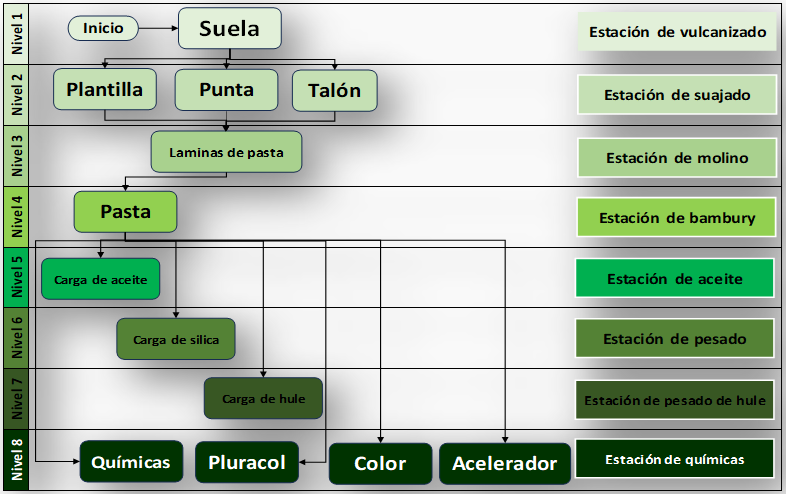 Nivel 1
Inicio
Suela
Estación de vulcanizado
Nivel 2
Plantilla
Punta
Talón
Estación de suajado
Nivel 3
Laminas de pasta
Estación de molino
Nivel 4
Pasta
Estación de bambury
Nivel 5
Carga de aceite
Estación de aceite
Nivel 6
Carga de silica
Estación de pesado
Nivel 7
Carga de hule
Estación de pesado de hule
Nivel 8
Químicas
Pluracol
Color
Acelerador
Estación de químicas